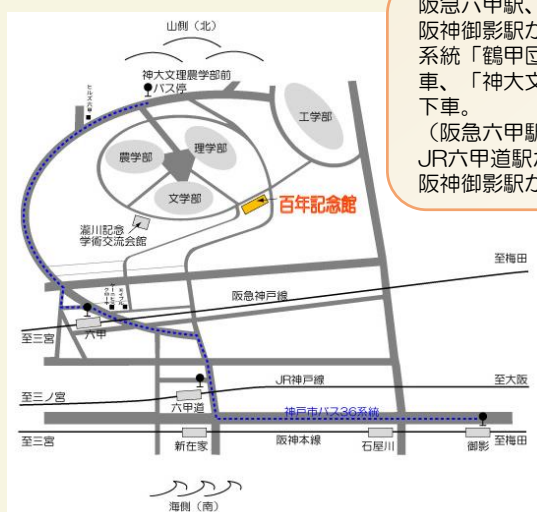 阪急六甲駅、
阪神御影駅か
系統「鶴甲団
車、「神大文
下車。
（阪急六甲駅
JR六甲道駅か
阪神御影駅か
山側（北）
神大文理農学部前
バス停
工学部
農学部
理学部
文学部
百年記念館
瀧川記念
学術交流会館
至梅田
阪急神戸線
六甲
至三宮
JR神戸線
至大阪
至三ノ宮
六甲道
神戸市バス36系統
至三宮
新在家
阪神本線
石屋川
御影
至梅田
海側（南）